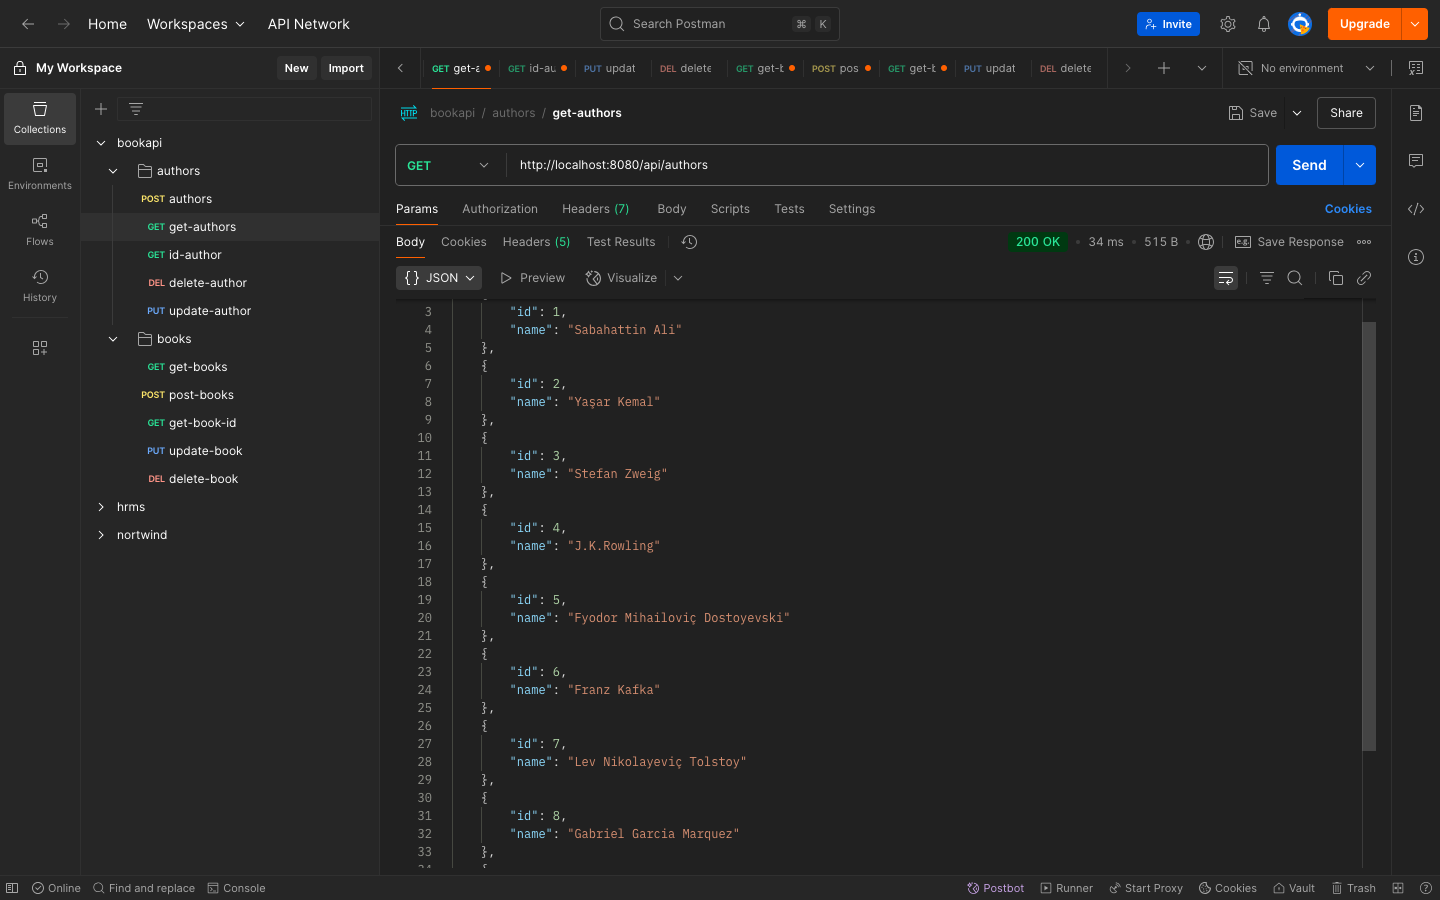 Home Workspaces API Network Search Postman ⌘ K Invite Upgrade
My Workspace New Import GET get-a GET id-au PUT updat DEL delete GET get-b POST pos GET get-b PUT updat DEL delete No environment
Collections
Environments
Flows
History
bookapi
authors
POST authors
GET get-authors
GET id-author
DEL delete-author
PUT update-author
books
GET get-books
POST post-books
GET get-book-id
PUT update-book
DEL delete-book
hrms
nortwind
HTTP bookapi / authors / get-authors Save Share
GET http://localhost:8080/api/authors Send
Params Authorization Headers (7) Body Scripts Tests Settings Cookies
Body Cookies Headers (5) Test Results 200 OK • 34 ms • 515 B • Save Response
{} JSON Preview Visualize
3 "id": 1,
4 "name": "Sabahattin Ali"
5 },
6 {
7 "id": 2,
8 "name": "Yaşar Kemal"
9 },
10 {
11 "id": 3,
12 "name": "Stefan Zweig"
13 },
14 {
15 "id": 4,
16 "name": "J.K.Rowling"
17 },
18 {
19 "id": 5,
20 "name": "Fyodor Mihailoviç Dostoyevski"
21 },
22 {
23 "id": 6,
24 "name": "Franz Kafka"
25 },
26 {
27 "id": 7,
28 "name": "Lev Nikolayeviç Tolstoy"
29 },
30 {
31 "id": 8,
32 "name": "Gabriel Garcia Marquez"
33 },
34 {
Online Find and replace Console Postbot Runner Start Proxy Cookies Vault Trash